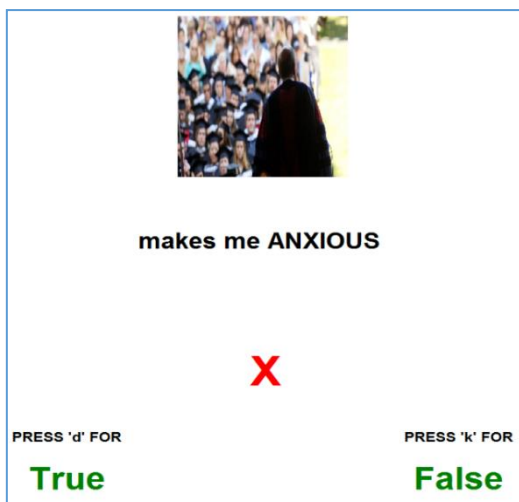 makes me ANXIOUS
X
PRESS 'd' FOR
True
PRESS 'k' FOR
False